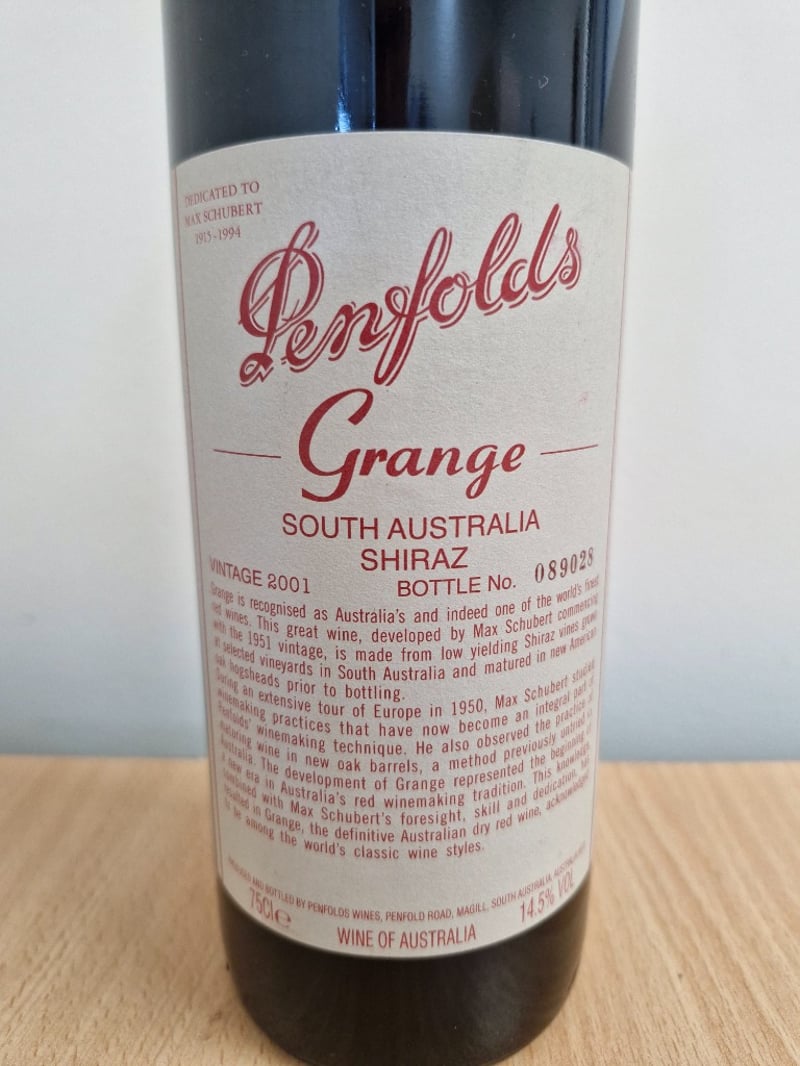 DEDICATED TO
MAX SCHUBERT
1915-1994
Penfolds
Grange
SOUTH AUSTRALIA
SHIRAZ
VINTAGE 2001
BOTTLE No. 089028
Grange is recognised as Australia's and indeed one of the world's finest
red wines. This great wine, developed by Max Schubert commencing
with the 1951 vintage, is made from low yielding Shiraz vines grown
at selected vineyards in South Australia and matured in new American
oak hogsheads prior to bottling.
During an extensive tour of Europe in 1950, Max Schubert studied
winemaking practices that have now become an integral part of
Penfolds' winemaking technique. He also observed the practice of
maturing wine in new oak barrels, a method previously untried in
Australia. The development of Grange represented the beginning of
a new era in Australia's red winemaking tradition. This knowledge,
combined with Max Schubert's foresight, skill and dedication, has
resulted in Grange, the definitive Australian dry red wine, acknowledged
to be among the world's classic wine styles.
PRODUCED AND BOTTLED BY PENFOLDS WINES, PENFOLD ROAD, MAGILL, SOUTH AUSTRALIA, AUSTRALIA
75Cl e
14.5% VOL
WINE OF AUSTRALIA